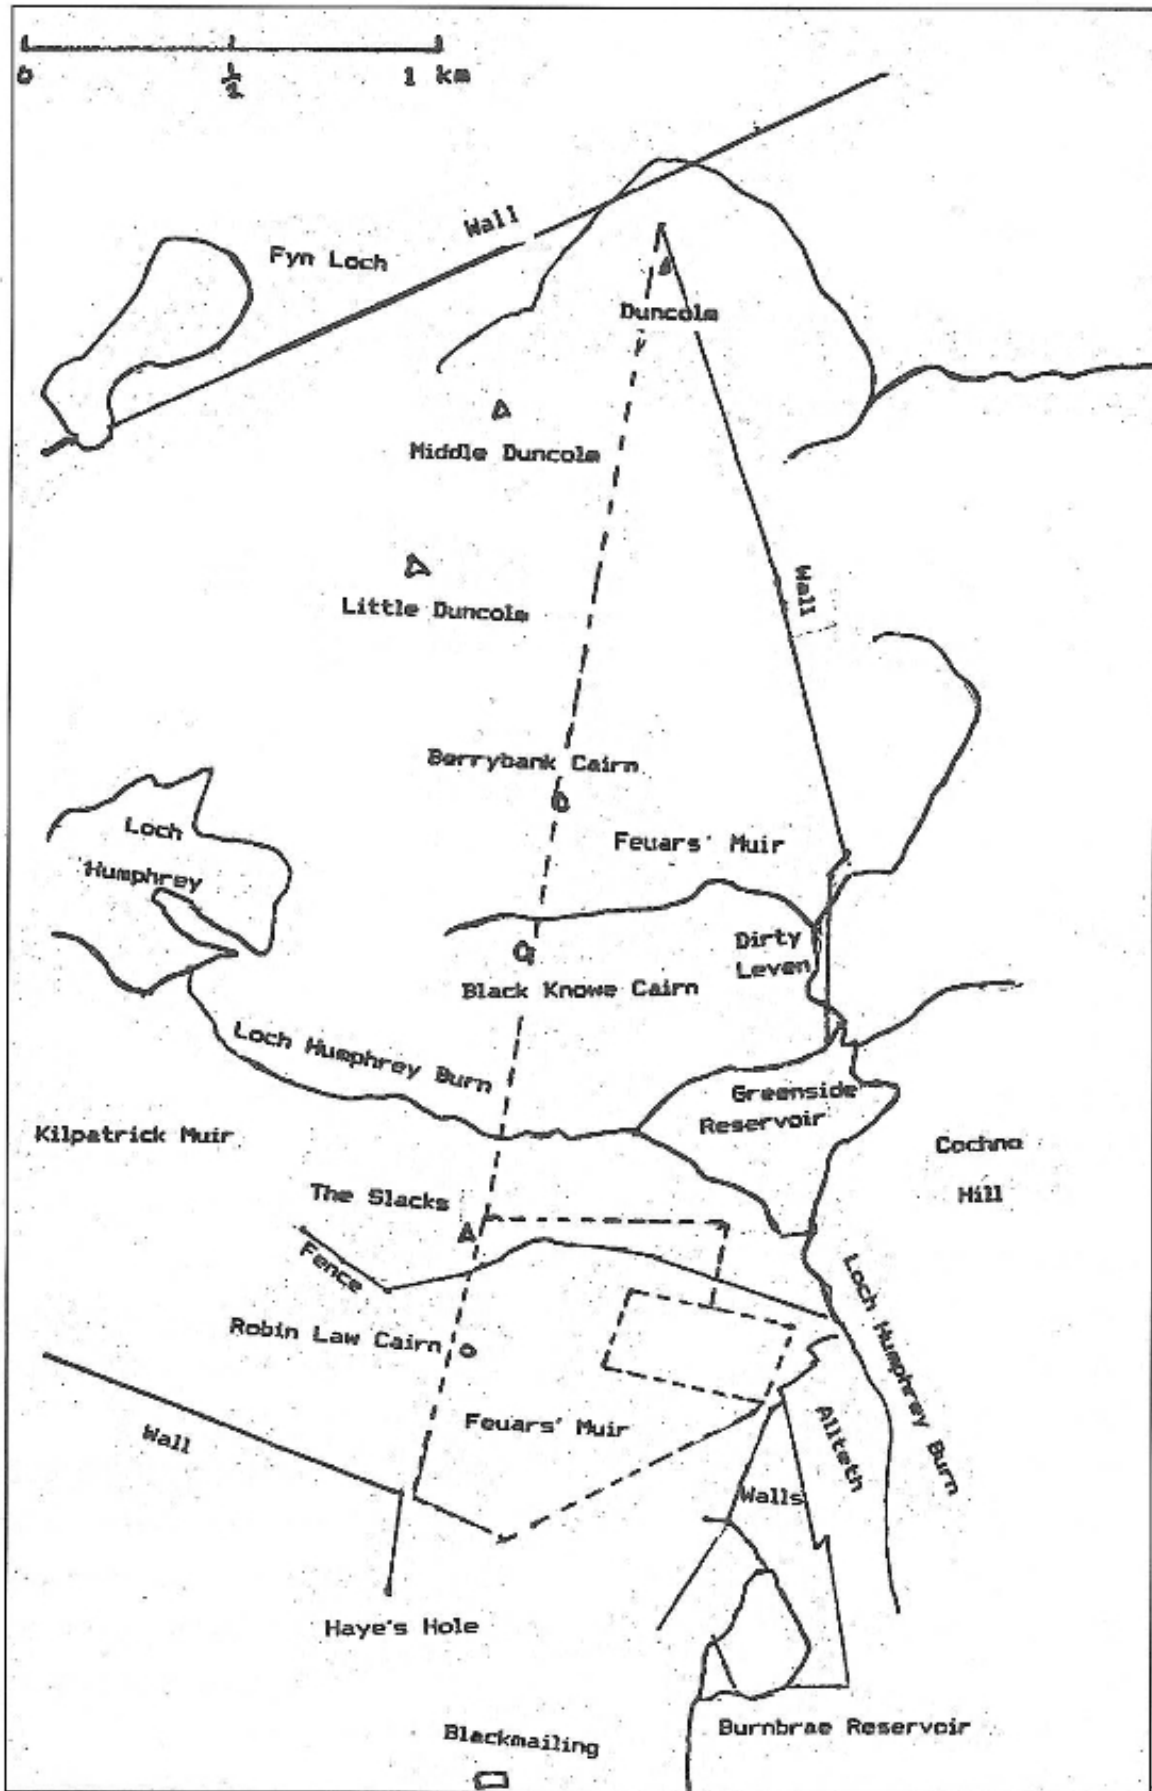 0 1/2 1 km
Wall
Fyn Loch
Duncolm
Middle Duncolm
Wall
Little Duncolm
Berrybank Cairn
Loch
Humphrey
Feuars' Muir
Dirty
Leven
Black Knowe Cairn
Loch Humphrey Burn
Greenside
Reservoir
Kilpatrick Muir
Cochno
Hill
The Slacks
Fence
Loch Humphrey Burn
Robin Law Cairn
Wall
Feuars' Muir
Allteth
Walls
Haye's Hole
Blackmailing
Burnbrae Reservoir